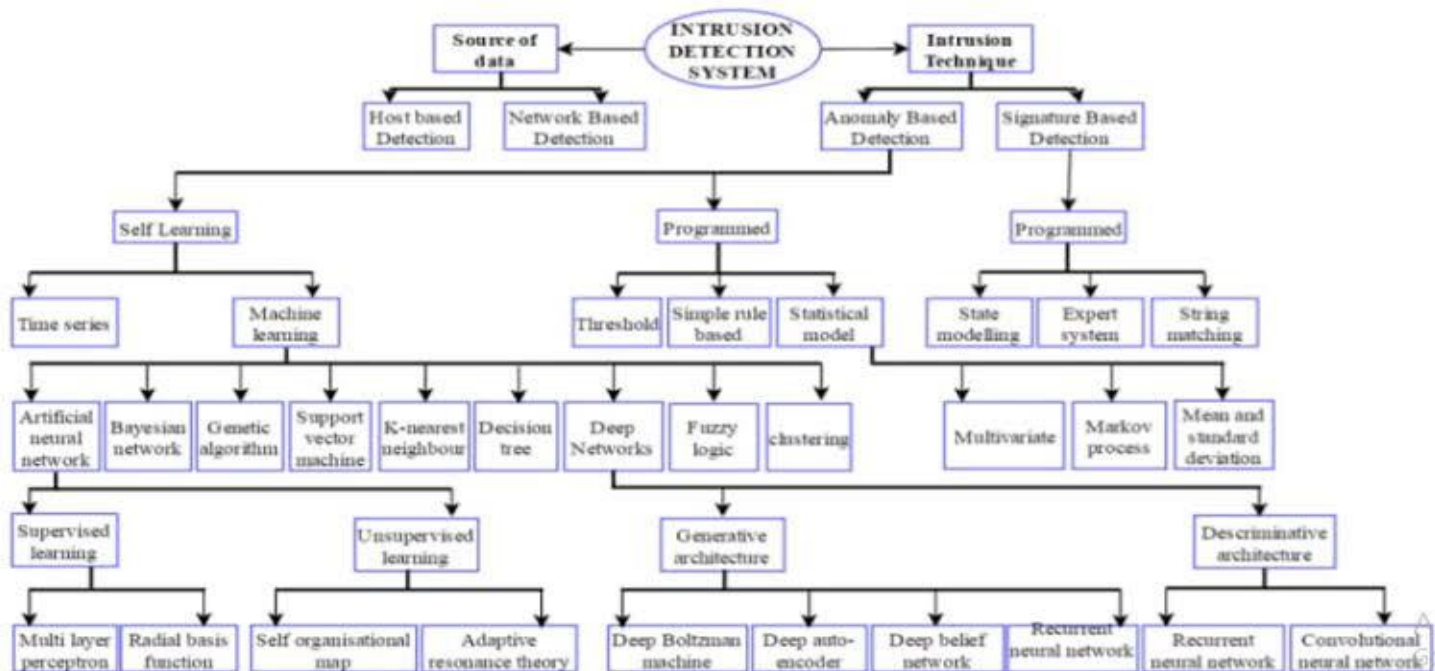 INTRUSION
DETECTION
SYSTEM
Source of
data
Intrusion
Technique
Host based
Detection
Network Based
Detection
Anomaly Based
Detection
Signature Based
Detection
Self Learning
Programmed
Programmed
Time series
Machine
learning
Threshold
Simple rule
based
Statistical
model
State
modelling
Expert
system
String
matching
Artificial
neural
network
Bayesian
network
Genetic
algorithm
Support
vector
machine
K-nearest
neighbour
Decision
tree
Deep
Networks
Fuzzy
logic
clustering
Multivariate
Markov
process
Mean and
standard
deviation
Supervised
learning
Unsupervised
learning
Generative
architecture
Descriminative
architecture
Multi layer
perceptron
Radial basis
function
Self organisational
map
Adaptive
resonance theory
Deep Boltzman
machine
Deep auto-
encoder
Deep belief
network
Recurrent
neural network
Recurrent
neural network
Convolutional
neural network